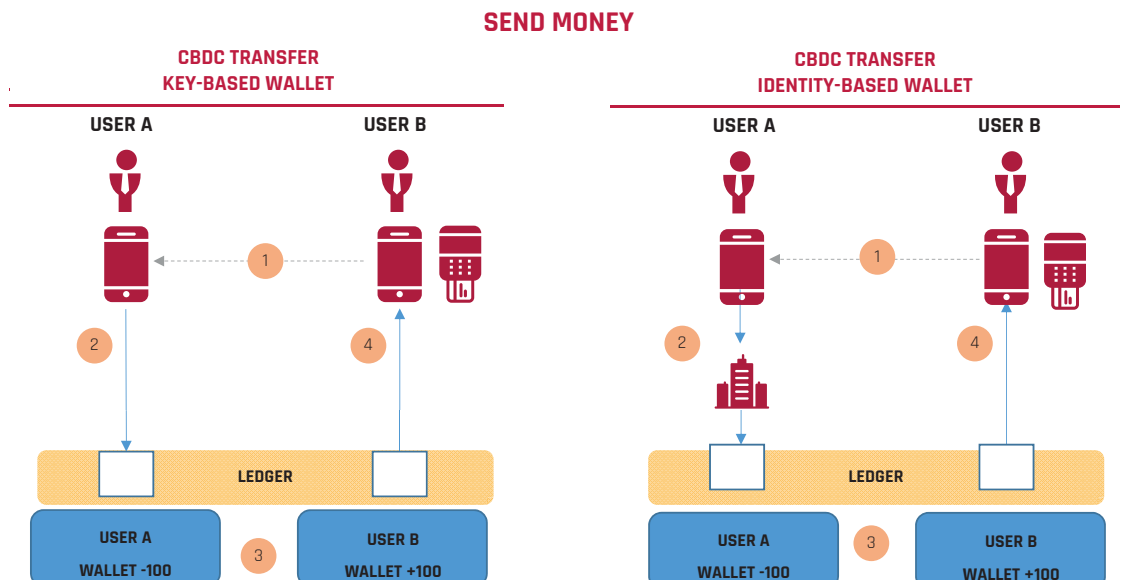 SEND MONEY
CBDC TRANSFER
KEY-BASED WALLET
USER A
USER B
1
2
4
LEDGER
USER A
WALLET -100
3
USER B
WALLET +100
CBDC TRANSFER
IDENTITY-BASED WALLET
USER A
USER B
1
2
4
LEDGER
USER A
WALLET -100
3
USER B
WALLET +100